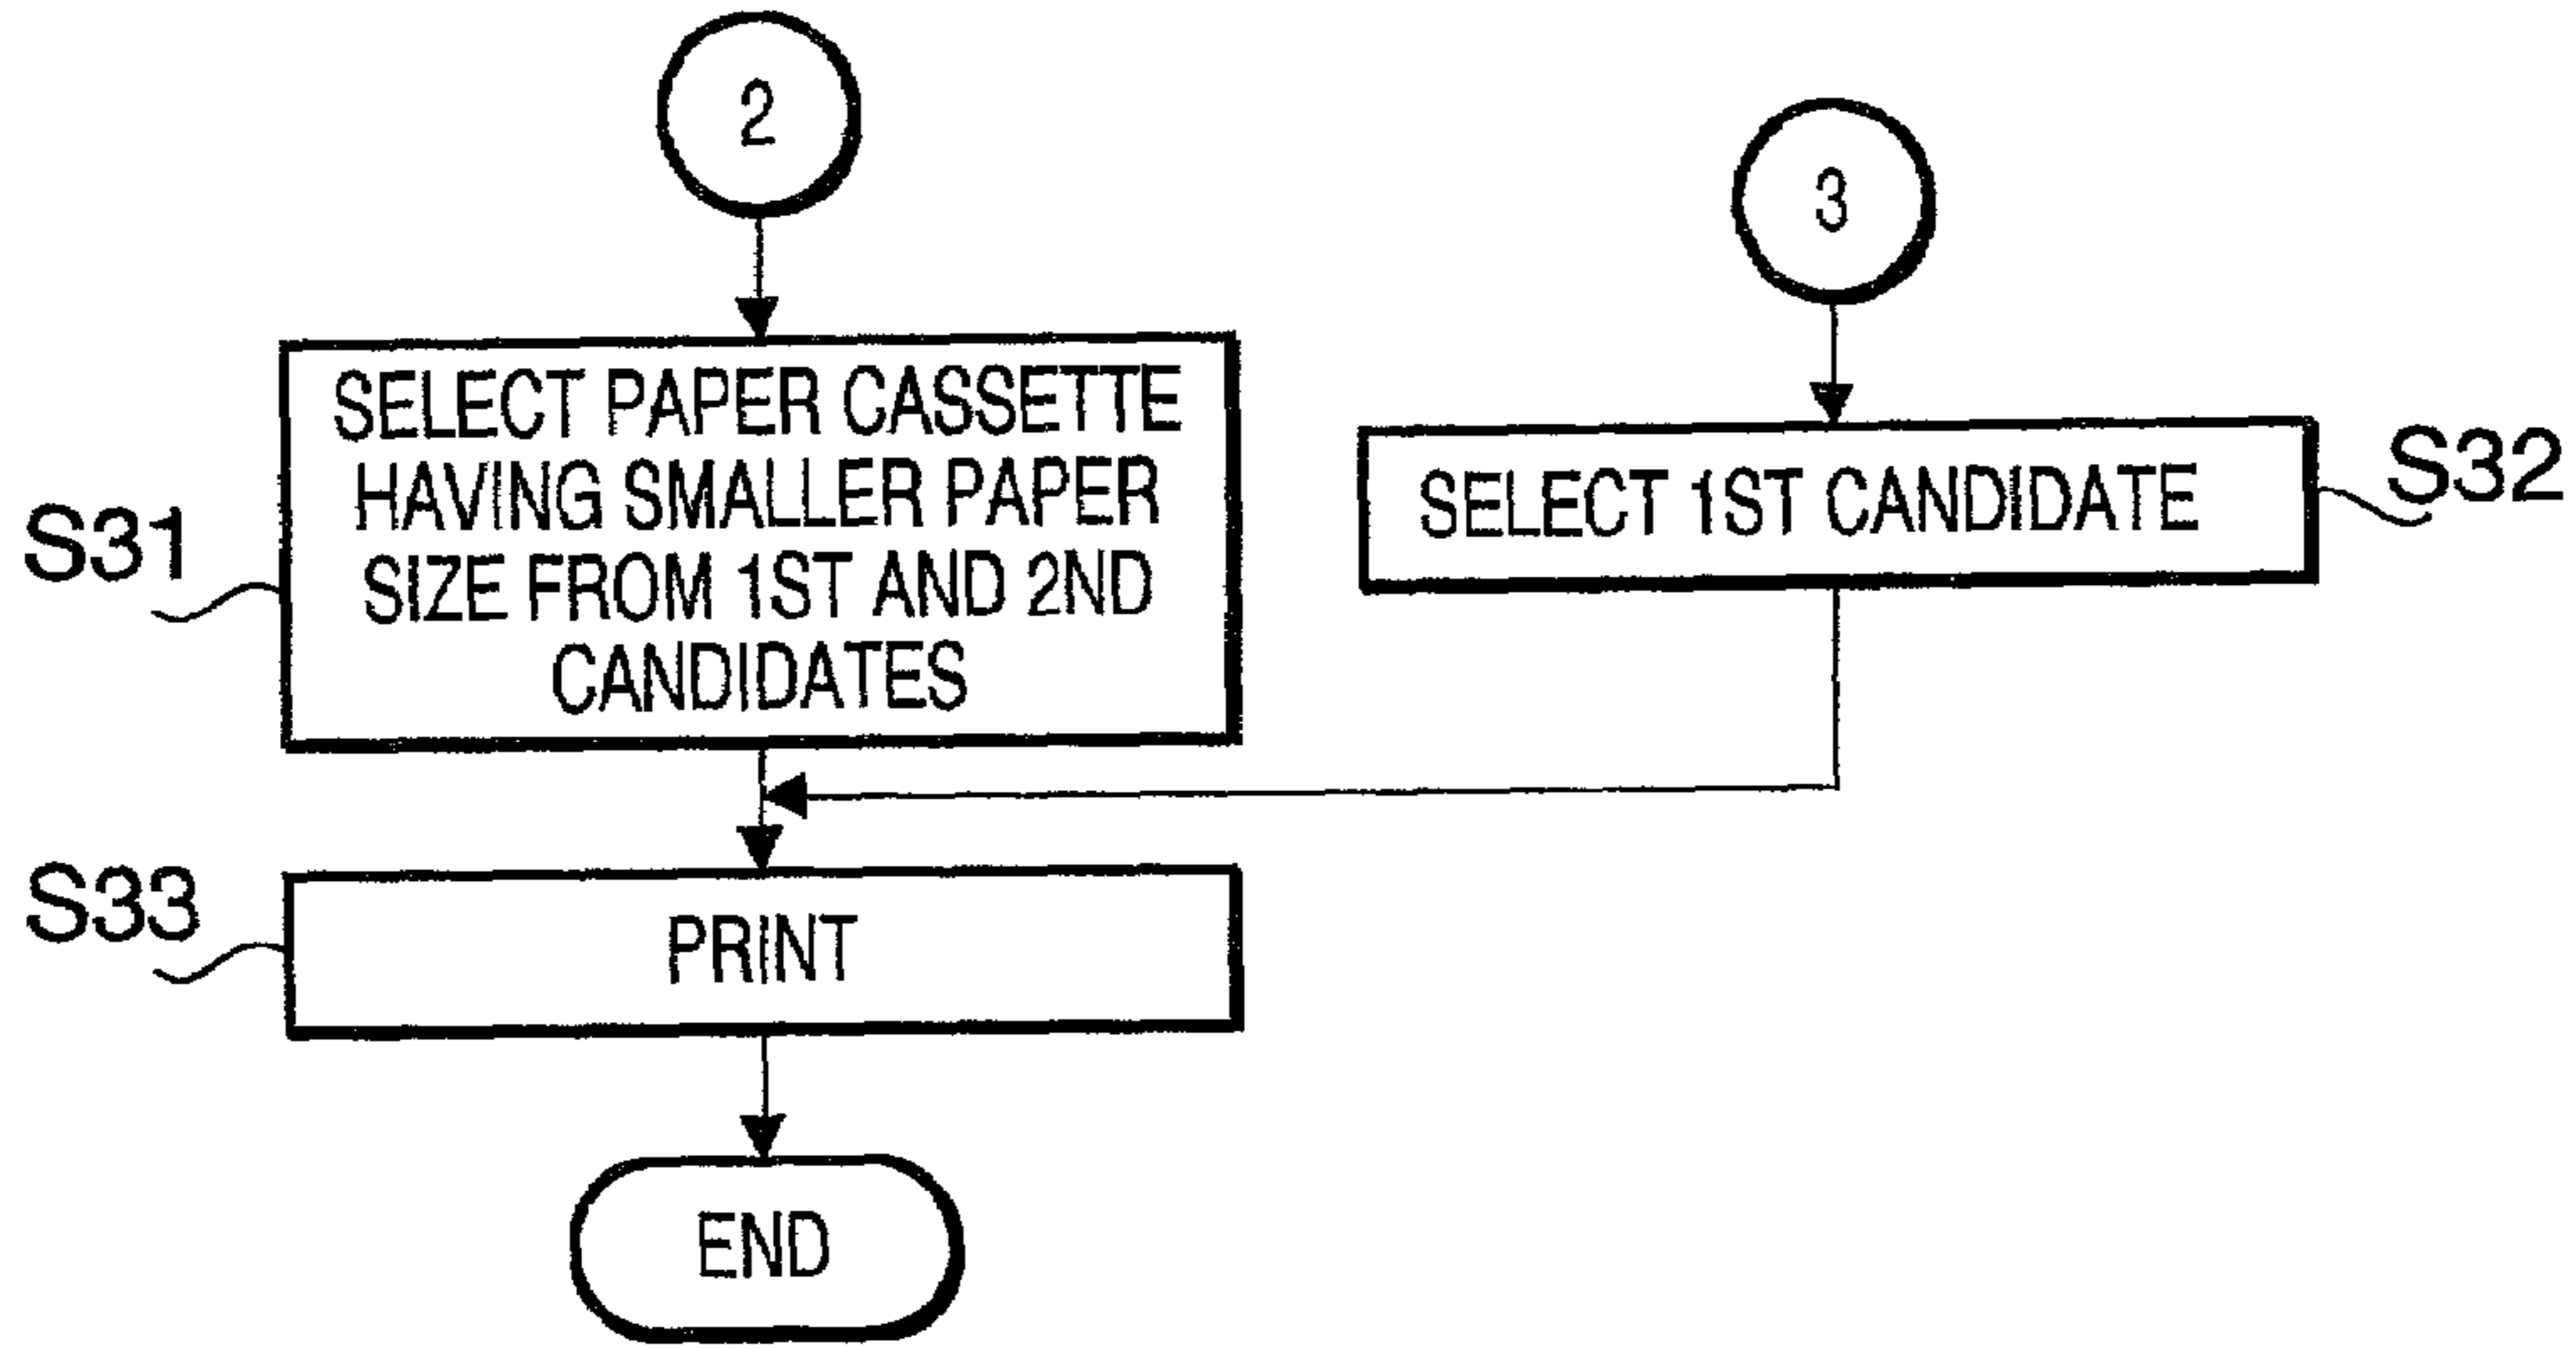 2
3
SELECT PAPER CASSETTE
HAVING SMALLER PAPER
SIZE FROM 1ST AND 2ND
CANDIDATES
S31
SELECT 1ST CANDIDATE
S32
S33
PRINT
END